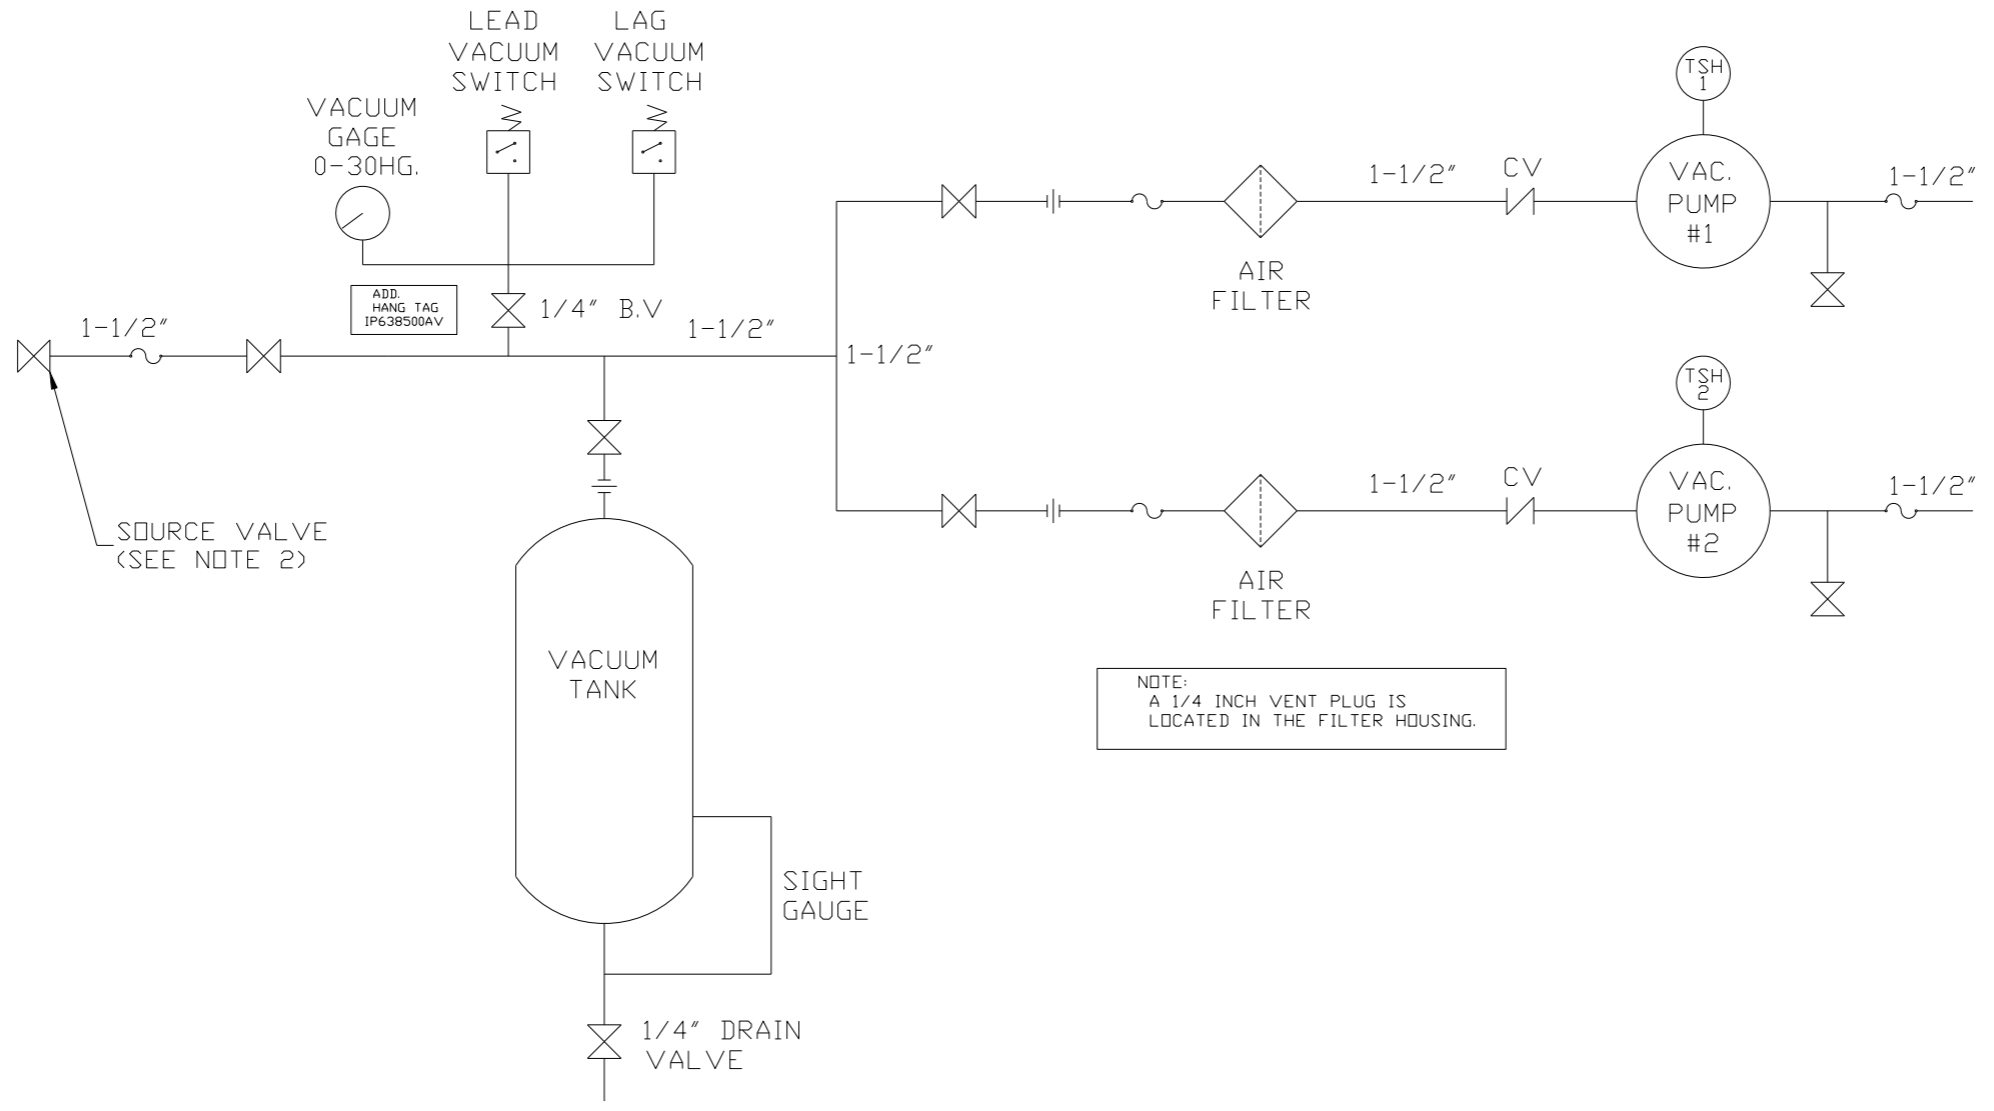 LEAD
VACUUM
SWITCH
LAG
VACUUM
SWITCH
VACUUM
GAGE
0-30HG.
ADD.
HANG TAG
IP638500AV
1/4" B.V
1-1/2"
1-1/2"
1-1/2"
SOURCE VALVE
(SEE NOTE 2)
VACUUM
TANK
SIGHT
GAUGE
1/4" DRAIN
VALVE
AIR
FILTER
1-1/2"
CV
TSH
1
VAC.
PUMP
#1
1-1/2"
AIR
FILTER
1-1/2"
CV
TSH
2
VAC.
PUMP
#2
1-1/2"
NOTE:
A 1/4 INCH VENT PLUG IS
LOCATED IN THE FILTER HOUSING.